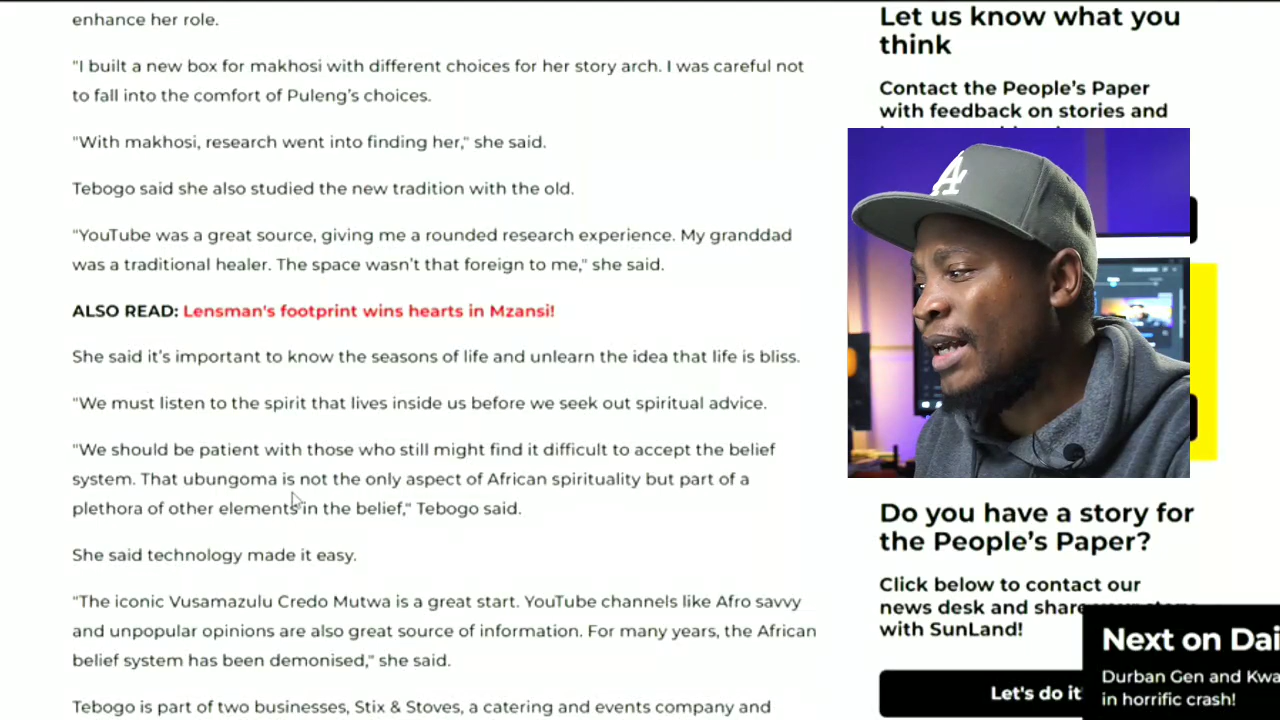 enhance her role.
"I built a new box for makhosi with different choices for her story arch. I was careful not
to fall into the comfort of Puleng's choices.
"With makhosi, research went into finding her," she said.
Tebogo said she also studied the new tradition with the old.
"YouTube was a great source, giving me a rounded research experience. My granddad
was a traditional healer. The space wasn't that foreign to me," she said.
ALSO READ: Lensman's footprint wins hearts in Mzansi!
She said it's important to know the seasons of life and unlearn the idea that life is bliss.
"We must listen to the spirit that lives inside us before we seek out spiritual advice.
"We should be patient with those who still might find it difficult to accept the belief
system. That ubungoma is not the only aspect of African spirituality but part of a
plethora of other elements in the belief," Tebogo said.
She said technology made it easy.
"The iconic Vusamazulu Credo Mutwa is a great start. YouTube channels like Afro savvy
and unpopular opinions are also great source of information. For many years, the African
belief system has been demonised," she said.
Tebogo is part of two businesses, Stix & Stoves, a catering and events company and
Let us know what you
think
Contact the People's Paper
with feedback on stories and
A
Do you have a story for
the People's Paper?
Click below to contact our
news desk and share your story
with SunLand!
Let's do it
Next on Dai
Durban Gen and Kwa
in horrific crash!